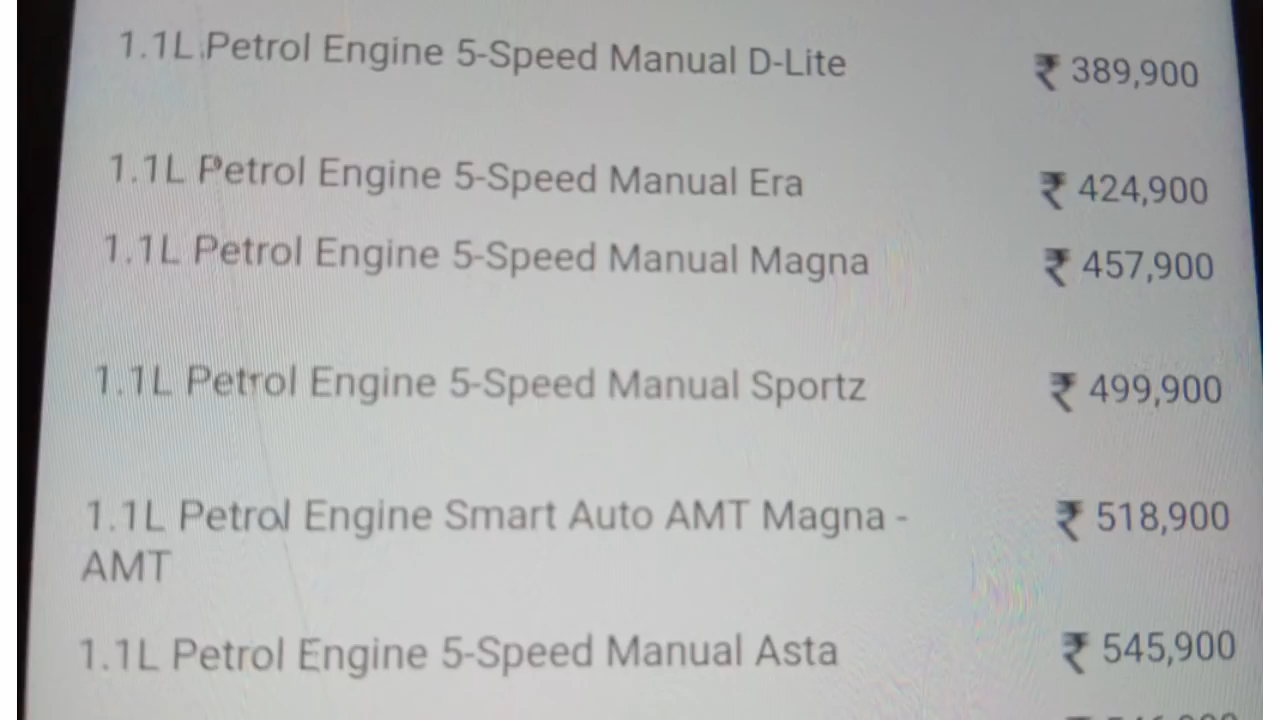 1.1L Petrol Engine 5-Speed Manual D-Lite ₹ 389,900
1.1L Petrol Engine 5-Speed Manual Era ₹ 424,900
1.1L Petrol Engine 5-Speed Manual Magna ₹ 457,900
1.1L Petrol Engine 5-Speed Manual Sportz ₹ 499,900
1.1L Petrol Engine Smart Auto AMT Magna - ₹ 518,900
AMT
1.1L Petrol Engine 5-Speed Manual Asta ₹ 545,900